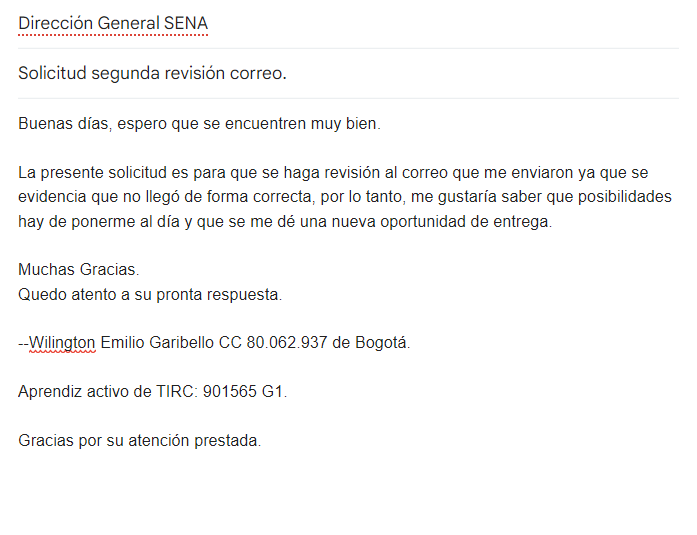 Dirección General SENA
Solicitud segunda revisión correo.
Buenas días, espero que se encuentren muy bien.
La presente solicitud es para que se haga revisión al correo que me enviaron ya que se
evidencia que no llegó de forma correcta, por lo tanto, me gustaría saber que posibilidades
hay de ponerme al día y que se me dé una nueva oportunidad de entrega.
Muchas Gracias.
Quedo atento a su pronta respuesta.
--Wilington Emilio Garibello CC 80.062.937 de Bogotá.
Aprendiz activo de TIRC: 901565 G1.
Gracias por su atención prestada.